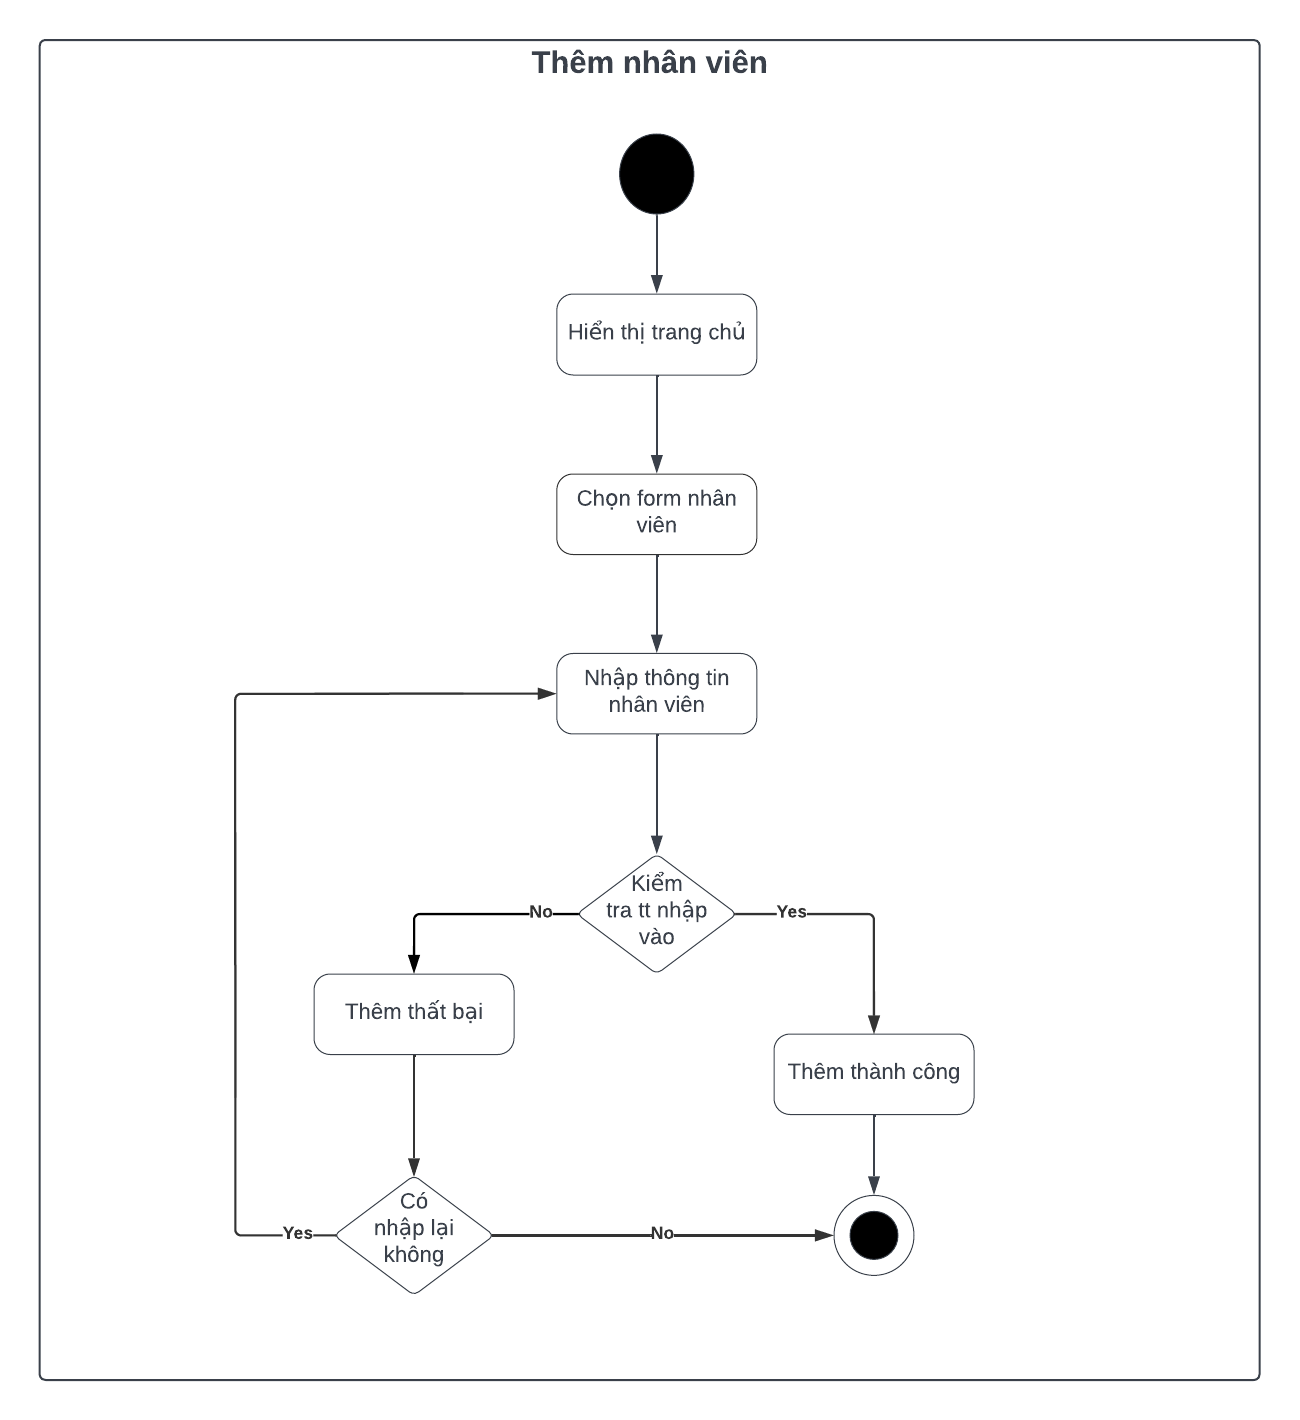 Thêm nhân viên
Hiển thị trang chủ
Chọn form nhân
viên
Nhập thông tin
nhân viên
Kiểm
tra tt nhập
vào
No
Yes
Thêm thất bại
Thêm thành công
Có
nhập lại
không
Yes
No